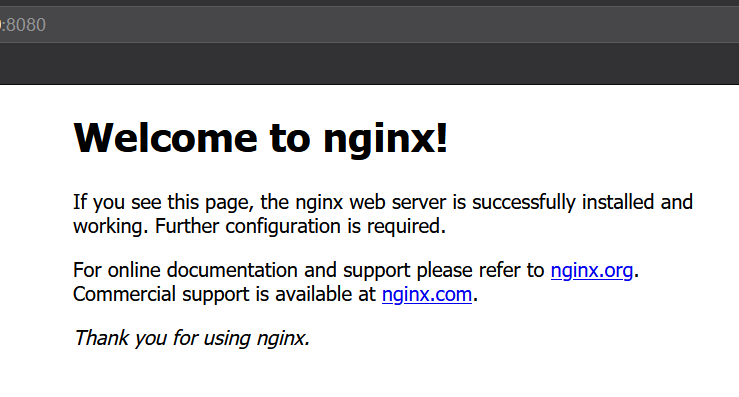 :8080
Welcome to nginx!
If you see this page, the nginx web server is successfully installed and
working. Further configuration is required.
For online documentation and support please refer to nginx.org.
Commercial support is available at nginx.com.
Thank you for using nginx.